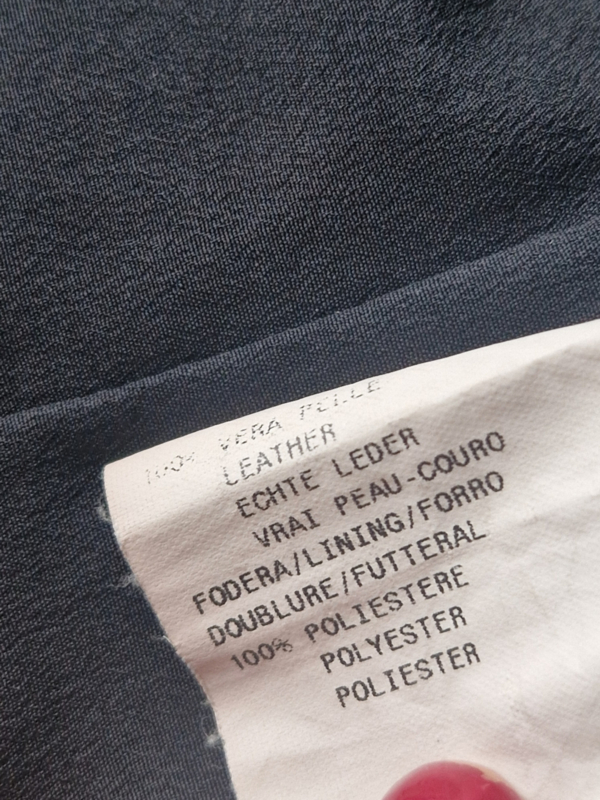 100% VERA PELLE
LEATHER
ECHTE LEDER
VRAI PEAU-COURO
FODERA/LINING/FORRO
DOUBLURE/FUTTERAL
100% POLIESTERE
POLYESTER
POLIESTER